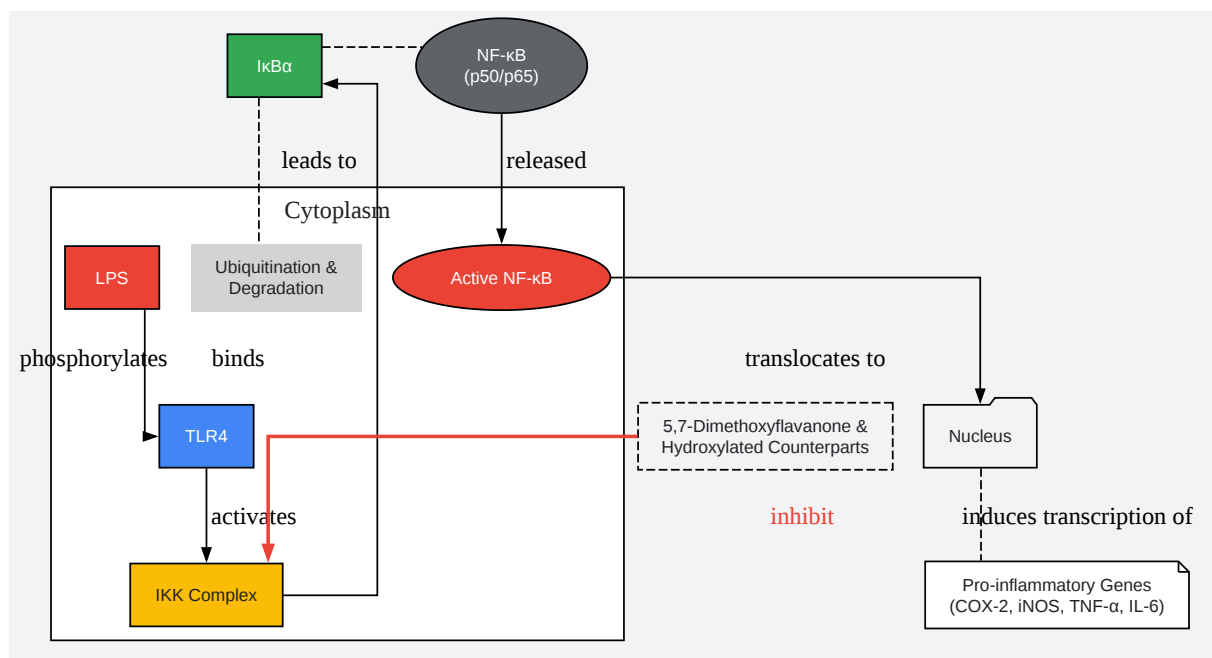 IκBα
NF-κB
(p50/p65)
leads to
released
Cytoplasm
LPS
Ubiquitination &
Degradation
Active NF-κB
phosphorylates
binds
translocates to
TLR4
5,7-Dimethoxyflavanone &
Hydroxylated Counterparts
Nucleus
activates
inhibit
induces transcription of
IKK Complex
Pro-inflammatory Genes
(COX-2, iNOS, TNF-α, IL-6)